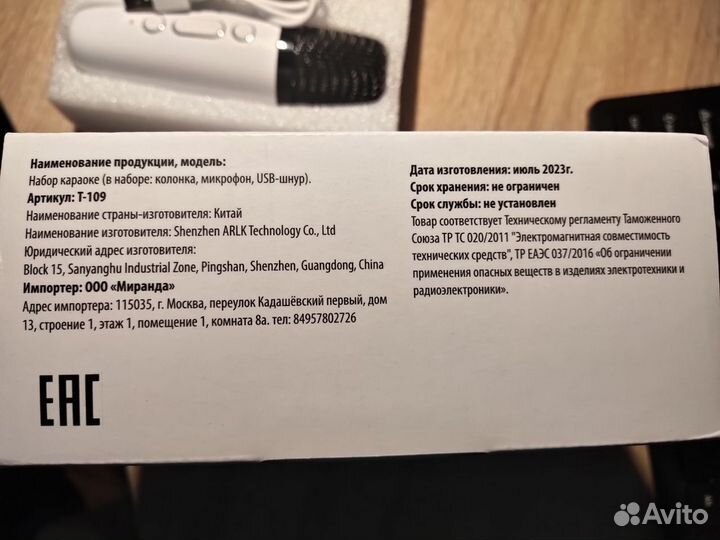 Наименование продукции, модель:
Набор караоке (в наборе: колонка, микрофон, USB-шнур).
Артикул: T-109
Наименование страны-изготовителя: Китай
Наименование изготовителя: Shenzhen ARLK Technology Co., Ltd
Юридический адрес изготовителя:
Block 15, Sanyanghu Industrial Zone, Pingshan, Shenzhen, Guangdong, China
Импортер: ООО «Миранда»
Адрес импортера: 115035, г. Москва, переулок Кадашёвский первый, дом
13, строение 1, этаж 1, помещение 1, комната 8а. тел: 84957802726
EAC
Дата изготовления: июль 2023г.
Срок хранения: не ограничен
Срок службы: не установлен
Товар соответствует Техническому регламенту Таможенного
Союза ТР ТС 020/2011 "Электромагнитная совместимость
технических средств", ТР ЕАЭС 037/2016 «Об ограничении
применения опасных веществ в изделиях электротехники и
радиоэлектроники».
Avito